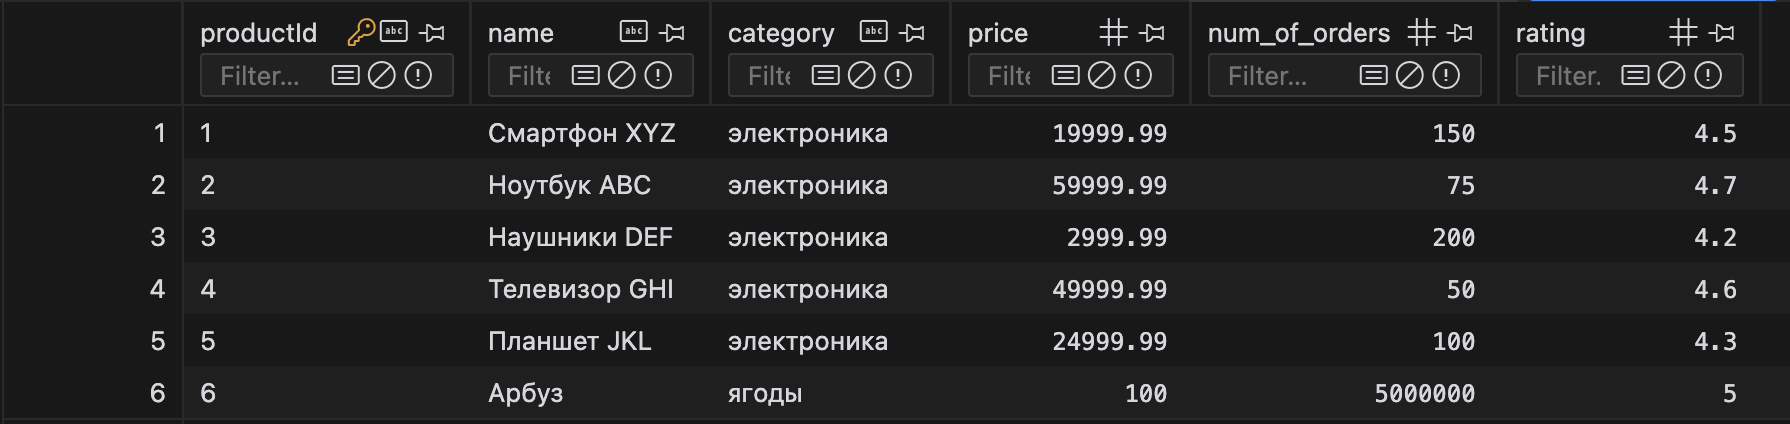 productId abc name abc category abc price num_of_orders rating
Filter... Filte Filte Filte Filter... Filter.
1 1 Смартфон XYZ электроника 19999.99 150 4.5
2 2 Ноутбук ABC электроника 59999.99 75 4.7
3 3 Наушники DEF электроника 2999.99 200 4.2
4 4 Телевизор GHI электроника 49999.99 50 4.6
5 5 Планшет JKL электроника 24999.99 100 4.3
6 6 Арбуз ягоды 100 5000000 5